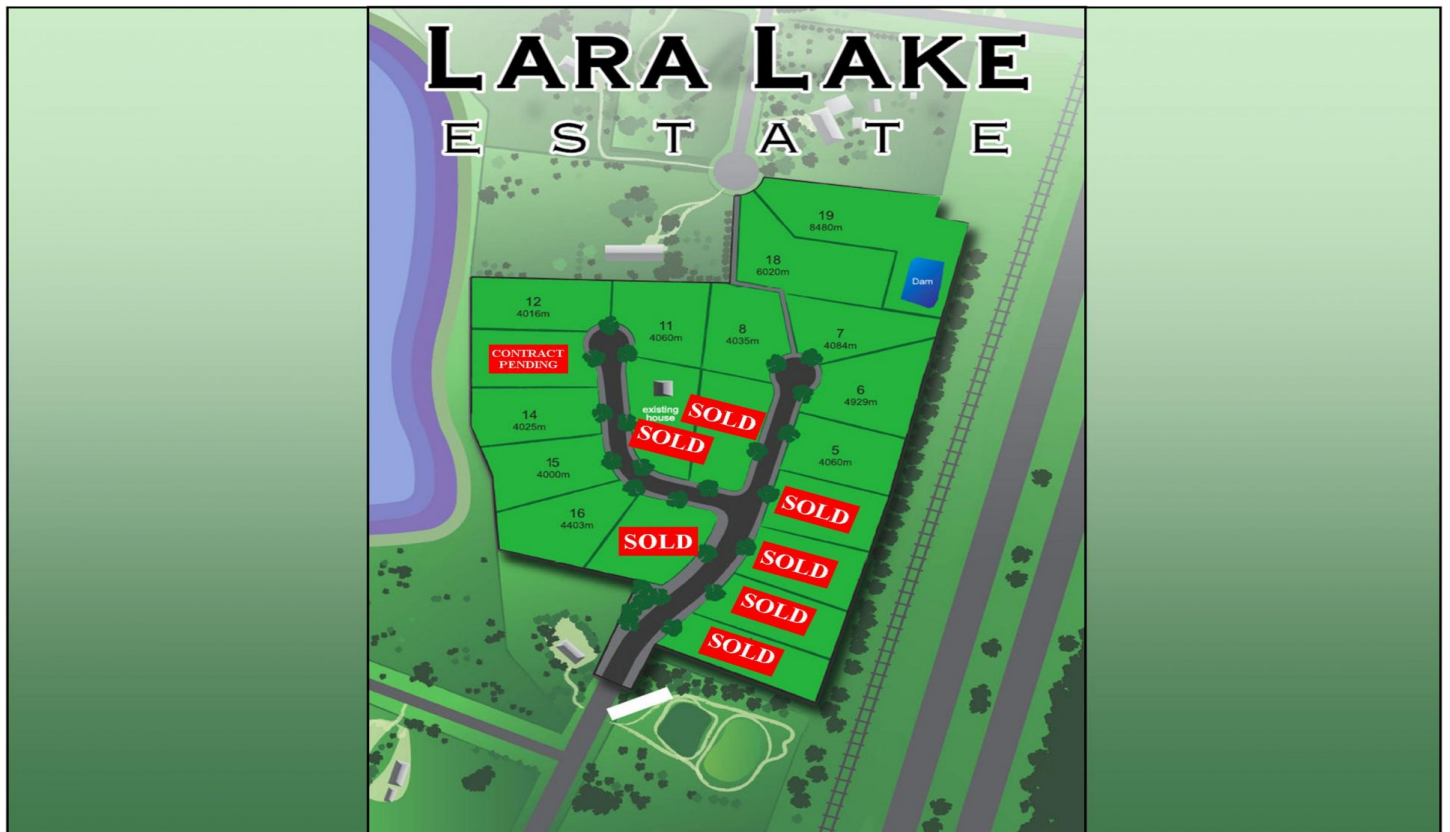 LARA LAKE
ESTATE
19
8480m
18
6020m
Dam
12
4016m
11
4060m
8
4035m
7
4084m
CONTRACT
PENDING
6
4929m
existing
house
SOLD
SOLD
14
4025m
5
4060m
15
4000m
SOLD
16
4403m
SOLD
SOLD
SOLD
SOLD